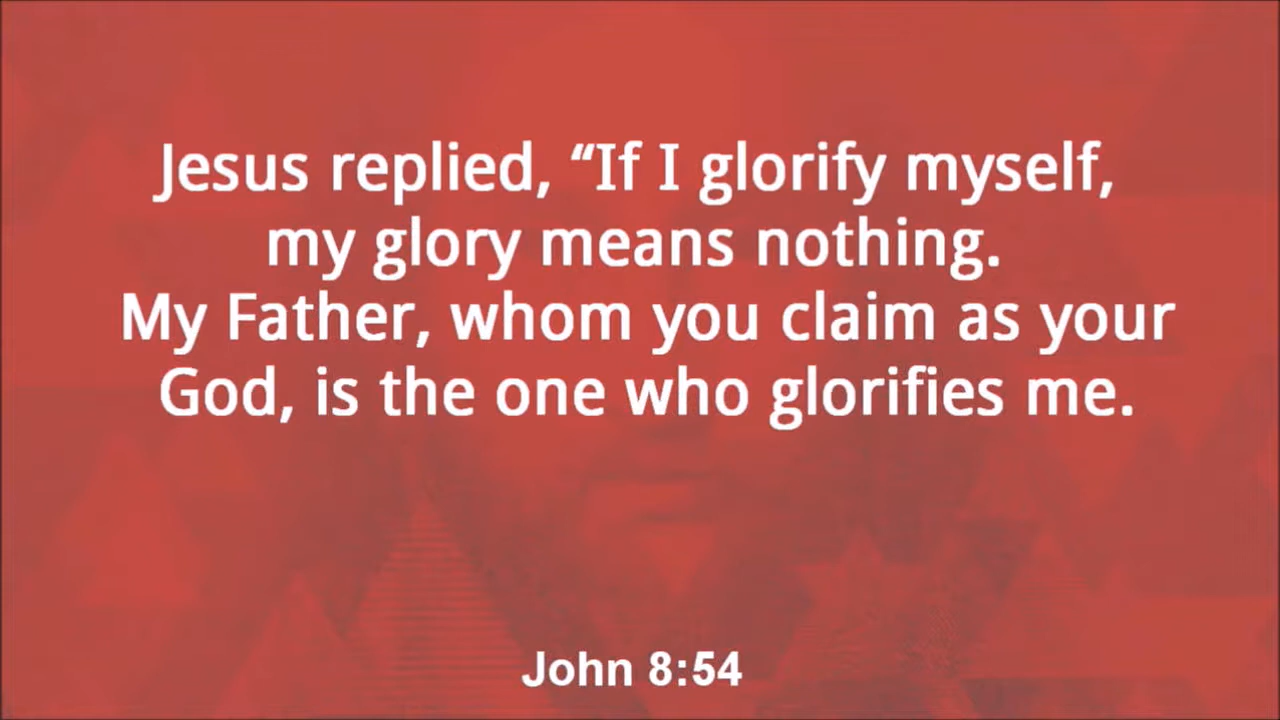 Jesus replied, “If I glorify myself,
my glory means nothing.
My Father, whom you claim as your
God, is the one who glorifies me.
John 8:54